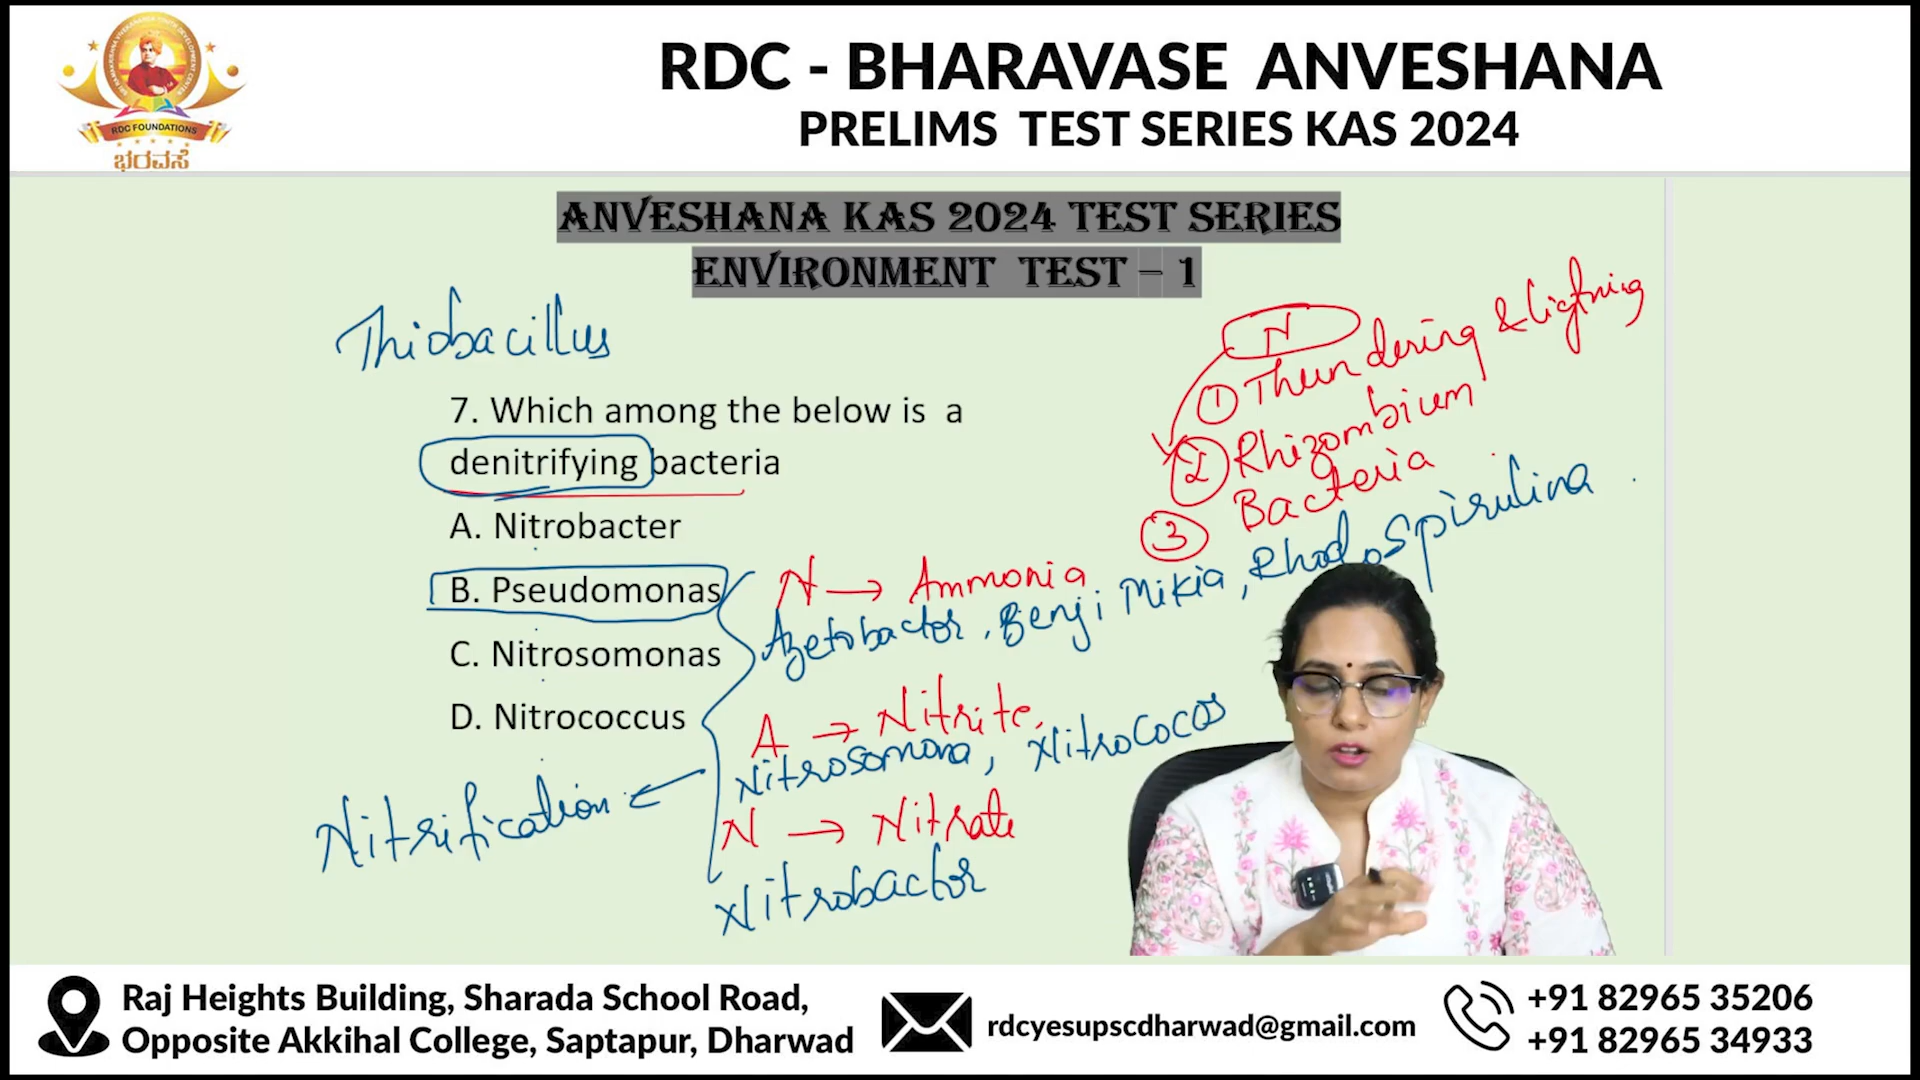 RDC - BHARAVASE ANVESHANA
PRELIMS TEST SERIES KAS 2024
RDC FOUNDATIONS
ಭರವಸೆ
ANVESHANA KAS 2024 TEST SERIES
ENVIRONMENT TEST – 1
Thiobacillus
7. Which among the below is a
denitrifying bacteria
A. Nitrobacter
B. Pseudomonas
C. Nitrosomonas
D. Nitrococcus
Nitrification
N
① Thundering & ligtning
② Rhizombium
Bacteria
③
N → Ammonia
Azetobactor, Benji Mikia, Rhodospirulina
A → Nitrite,
Nitrosomona, Nitrococos
N → Nitrate
Nitrobactor
Raj Heights Building, Sharada School Road,
Opposite Akkihal College, Saptapur, Dharwad
rdcyesupscdharwad@gmail.com
+91 82965 35206
+91 82965 34933